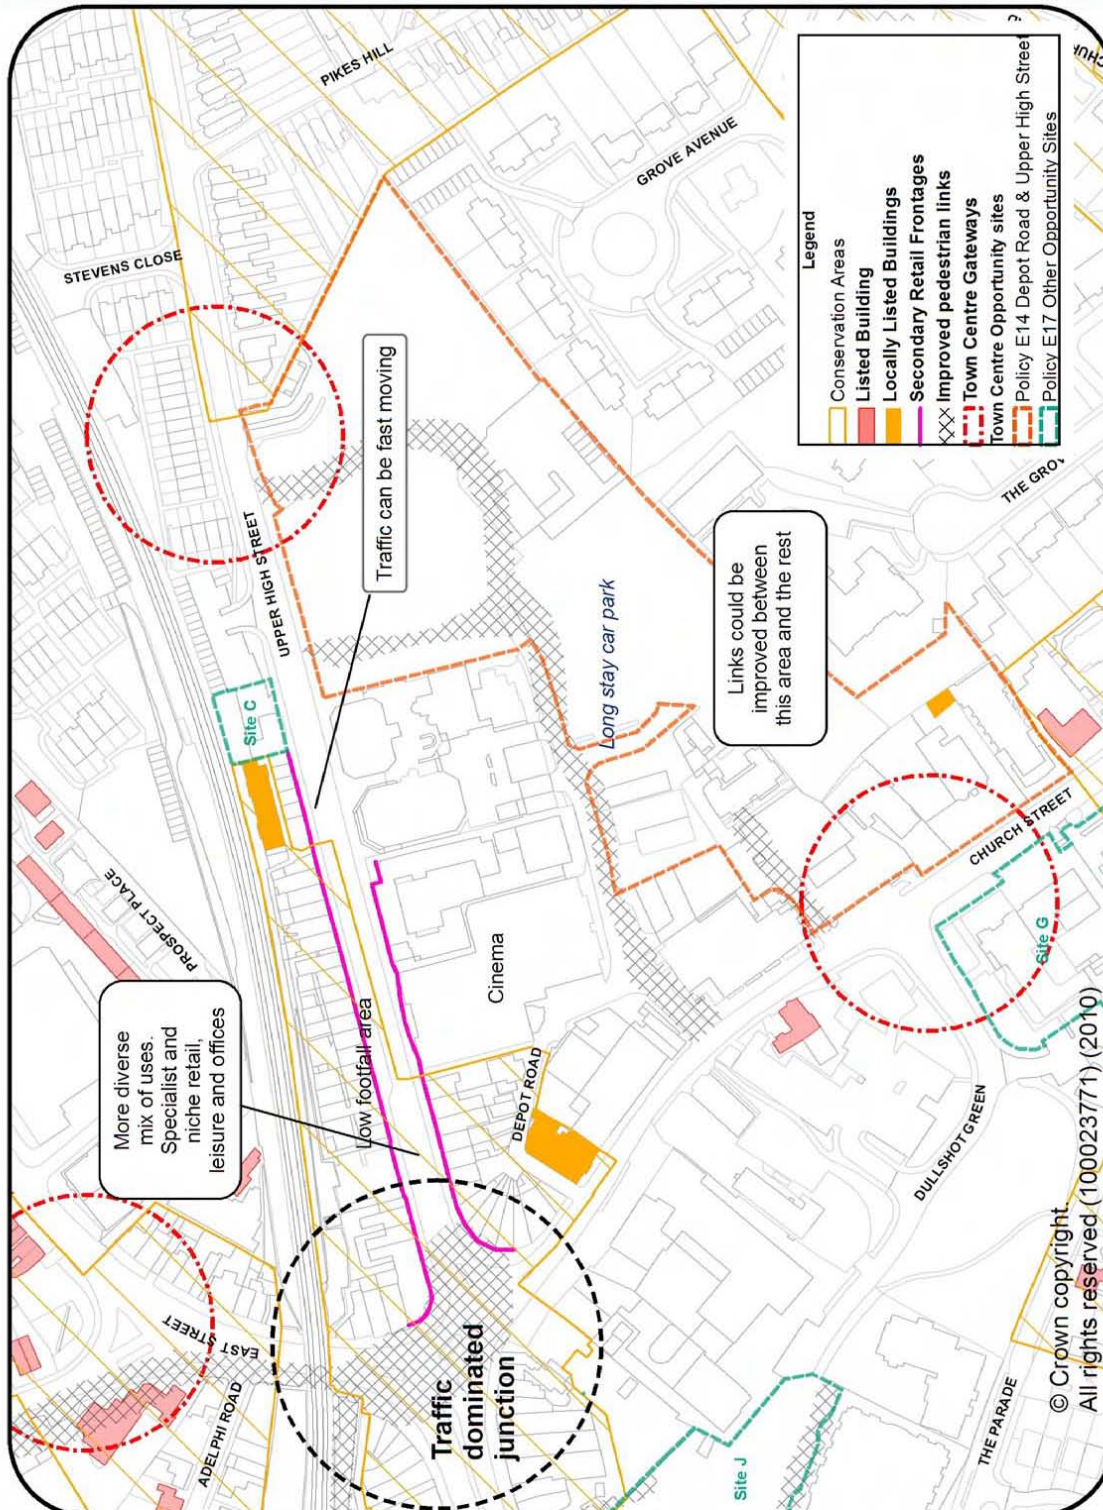 PIKES HILL
STEVENS CLOSE
GROVE AVENUE
UPPER HIGH STREET
Traffic can be fast moving
Site C
PROSPECT PLACE
More diverse
mix of uses.
Specialist and
niche retail,
leisure and offices
Low footfall area
Cinema
Long stay car park
Links could be
improved between
this area and the rest
DEPOT ROAD
EAST STREET
ADELPHI ROAD
Traffic
dominated
junction
CHURCH STREET
Site G
DULLSHOT GREEN
THE PARADE
Site J
Legend
Conservation Areas
Listed Building
Locally Listed Buildings
Secondary Retail Frontages
Improved pedestrian links
Town Centre Gateways
Town Centre Opportunity sites
Policy E14 Depot Road & Upper High Street
Policy E17 Other Opportunity Sites
THE GRO
© Crown copyright.
All rights reserved (100023771) (2010)